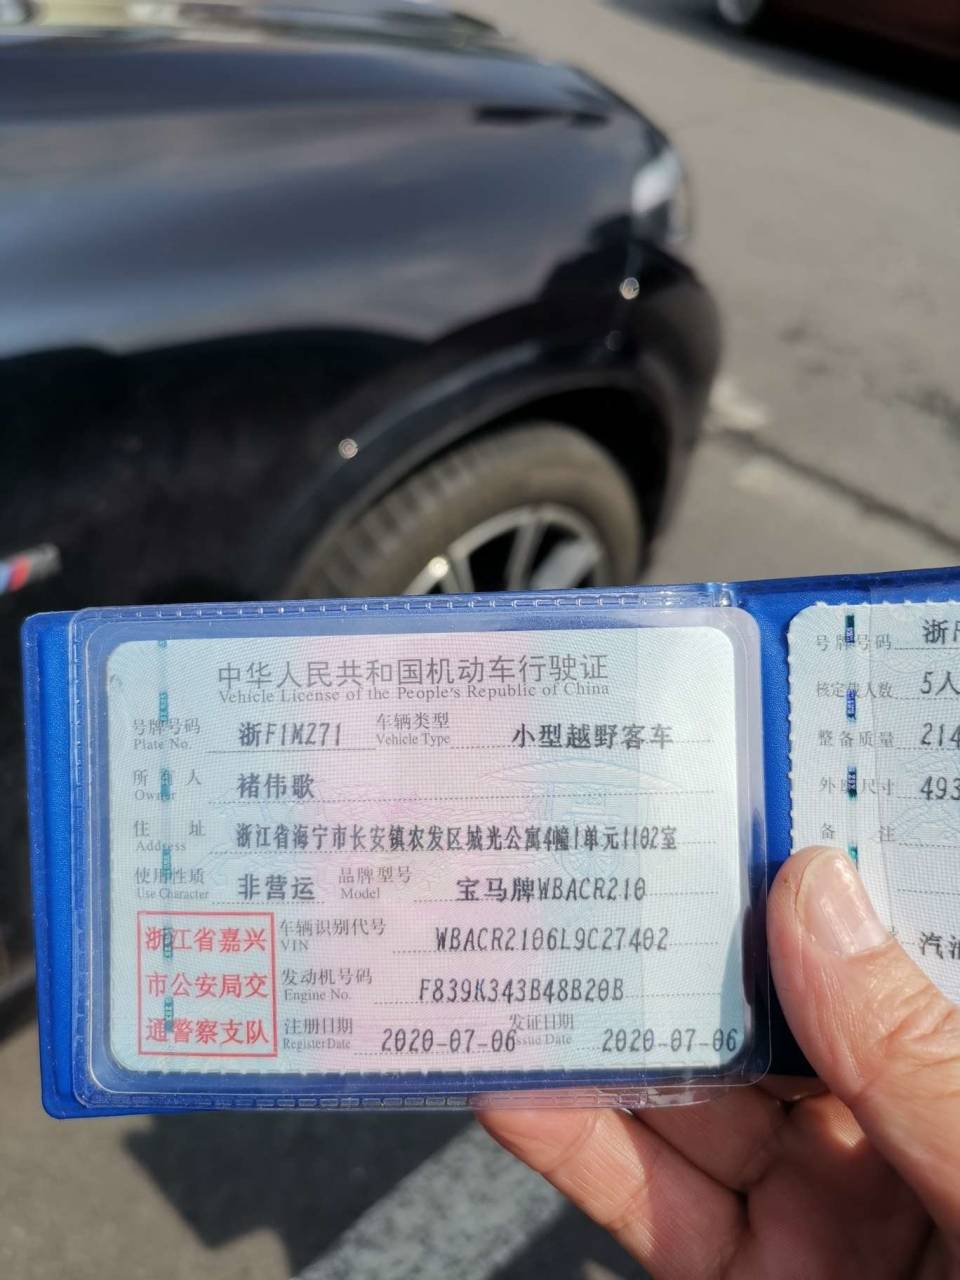 中华人民共和国机动车行驶证
Vehicle License of the People's Republic of China
号牌号码 浙F1MZ71 车辆类型 小型越野客车
Plate No. Vehicle Type
所有人 褚伟歌
Owner
住址 浙江省海宁市长安镇农发区城光公寓4幢1单元1102室
Address
使用性质 非营运 品牌型号 宝马牌WBACR210
Use Character Model
浙江省嘉兴
市公安局交
通警察支队
车辆识别代号 WBACR2106L9C27402
VIN
发动机号码 F839K343B48B20B
Engine No.
注册日期 2020-07-06 发证日期 2020-07-06
Register Date Issue Date
号牌号码 浙F
核定载人数 5人
整备质量 214
外廓尺寸 493
备注
汽油